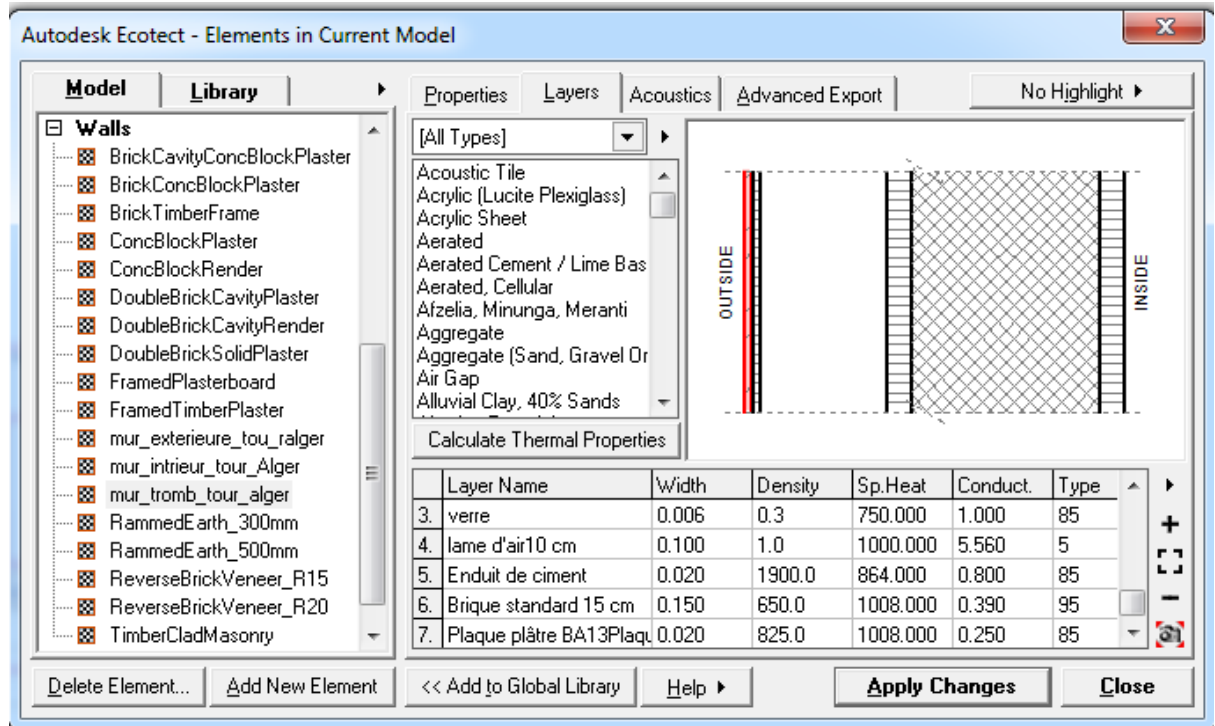 Autodesk Ecotect - Elements in Current Model
Model Library
Walls
BrickCavityConcBlockPlaster
BrickConcBlockPlaster
BrickTimberFrame
ConcBlockPlaster
ConcBlockRender
DoubleBrickCavityPlaster
DoubleBrickCavityRender
DoubleBrickSolidPlaster
FramedPlasterboard
FramedTimberPlaster
mur_exterieure_tou_ralger
mur_intrieur_tour_Alger
mur_tromb_tour_alger
RammedEarth_300mm
RammedEarth_500mm
ReverseBrickVeneer_R15
ReverseBrickVeneer_R20
TimberCladMasonry
Delete Element... Add New Element
Properties Layers Acoustics Advanced Export No Highlight
[All Types]
Acoustic Tile
Acrylic (Lucite Plexiglass)
Acrylic Sheet
Aerated
Aerated Cement / Lime Bas
Aerated, Cellular
Afzelia, Minunga, Meranti
Aggregate
Aggregate (Sand, Gravel Or
Air Gap
Alluvial Clay, 40% Sands
Calculate Thermal Properties
OUTSIDE
INSIDE
Layer Name Width Density Sp.Heat Conduct. Type
3. verre 0.006 0.3 750.000 1.000 85
4. lame d'air10 cm 0.100 1.0 1000.000 5.560 5
5. Enduit de ciment 0.020 1900.0 864.000 0.800 85
6. Brique standard 15 cm 0.150 650.0 1008.000 0.390 95
7. Plaque plâtre BA13Plaqu 0.020 825.0 1008.000 0.250 85
<< Add to Global Library Help Apply Changes Close